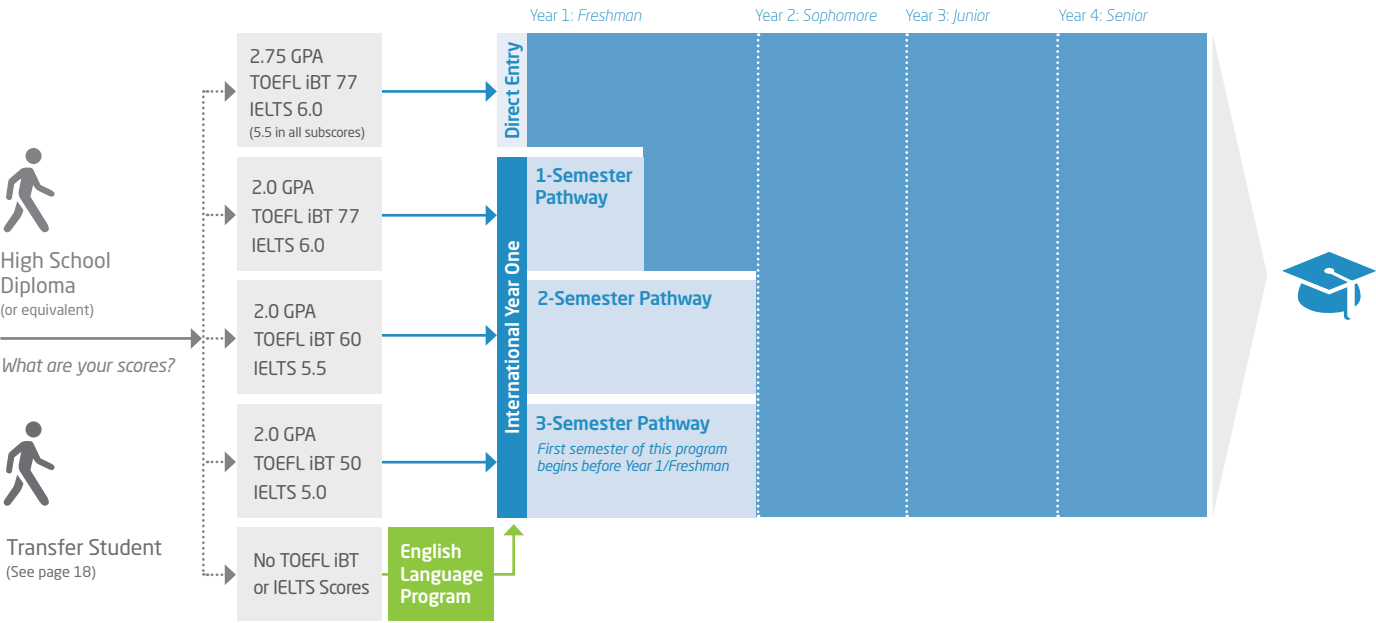 Year 1: Freshman
Year 2: Sophomore
Year 3: Junior
Year 4: Senior
High School
Diploma
(or equivalent)
What are your scores?
Transfer Student
(See page 18)
2.75 GPA
TOEFL iBT 77
IELTS 6.0
(5.5 in all subscores)
2.0 GPA
TOEFL iBT 77
IELTS 6.0
2.0 GPA
TOEFL iBT 60
IELTS 5.5
2.0 GPA
TOEFL iBT 50
IELTS 5.0
No TOEFL iBT
or IELTS Scores
English
Language
Program
Direct Entry
International Year One
1-Semester
Pathway
2-Semester Pathway
3-Semester Pathway
First semester of this program
begins before Year 1/Freshman